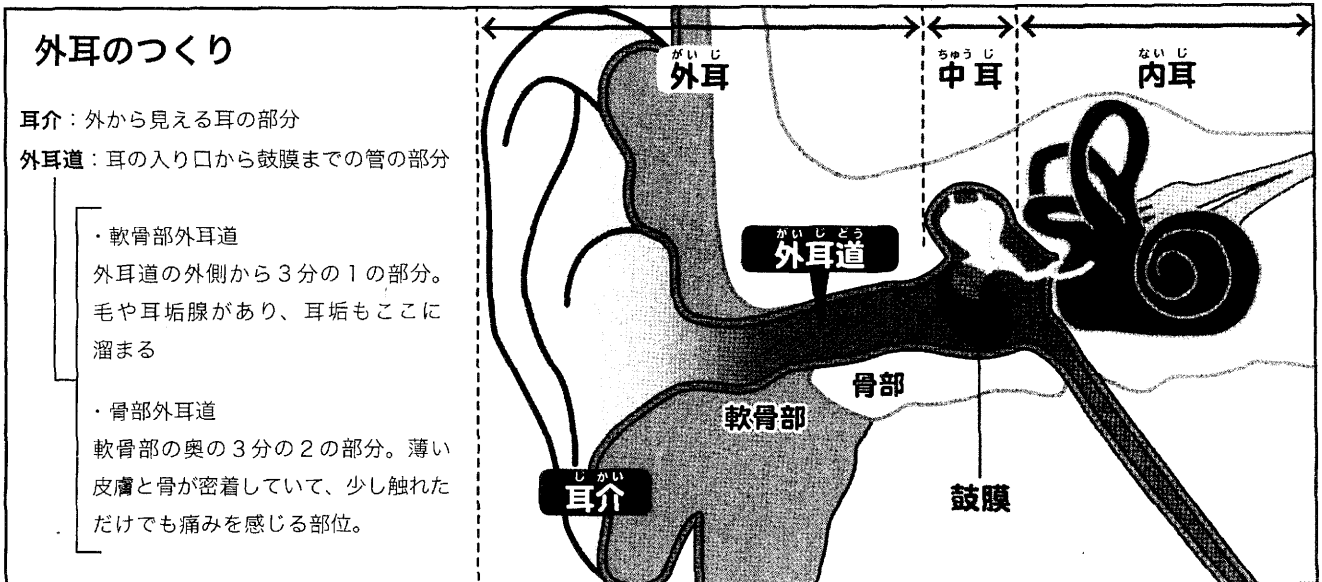 外耳のつくり
耳介：外から見える耳の部分
外耳道：耳の入り口から鼓膜までの管の部分
・軟骨部外耳道
外耳道の外側から３分の１の部分。
毛や耳垢腺があり、耳垢もここに
溜まる
・骨部外耳道
軟骨部の奥の３分の２の部分。薄い
皮膚と骨が密着していて、少し触れた
だけでも痛みを感じる部位。
がいじ
外耳
ちゅうじ
中耳
ないじ
内耳
がいじどう
外耳道
骨部
軟骨部
じかい
耳介
鼓膜